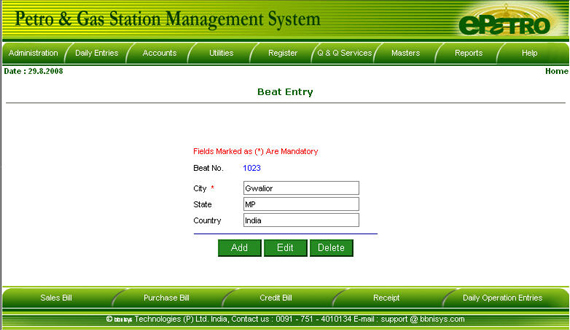 Petro & Gas Station Management System
ePETRO
Administration Daily Entries Accounts Utilities Register Q & Q Services Masters Reports Help
Date : 29.8.2008 Home
Beat Entry
Fields Marked as (*) Are Mandatory
Beat No. 1023
City * Gwalior
State MP
Country India
Add Edit Delete
Sales Bill Purchase Bill Credit Bill Receipt Daily Operation Entries
© bbnisys Technologies (P) Ltd. India, Contact us : 0091 - 751 - 4010134 E-mail : support @ bbnisys.com